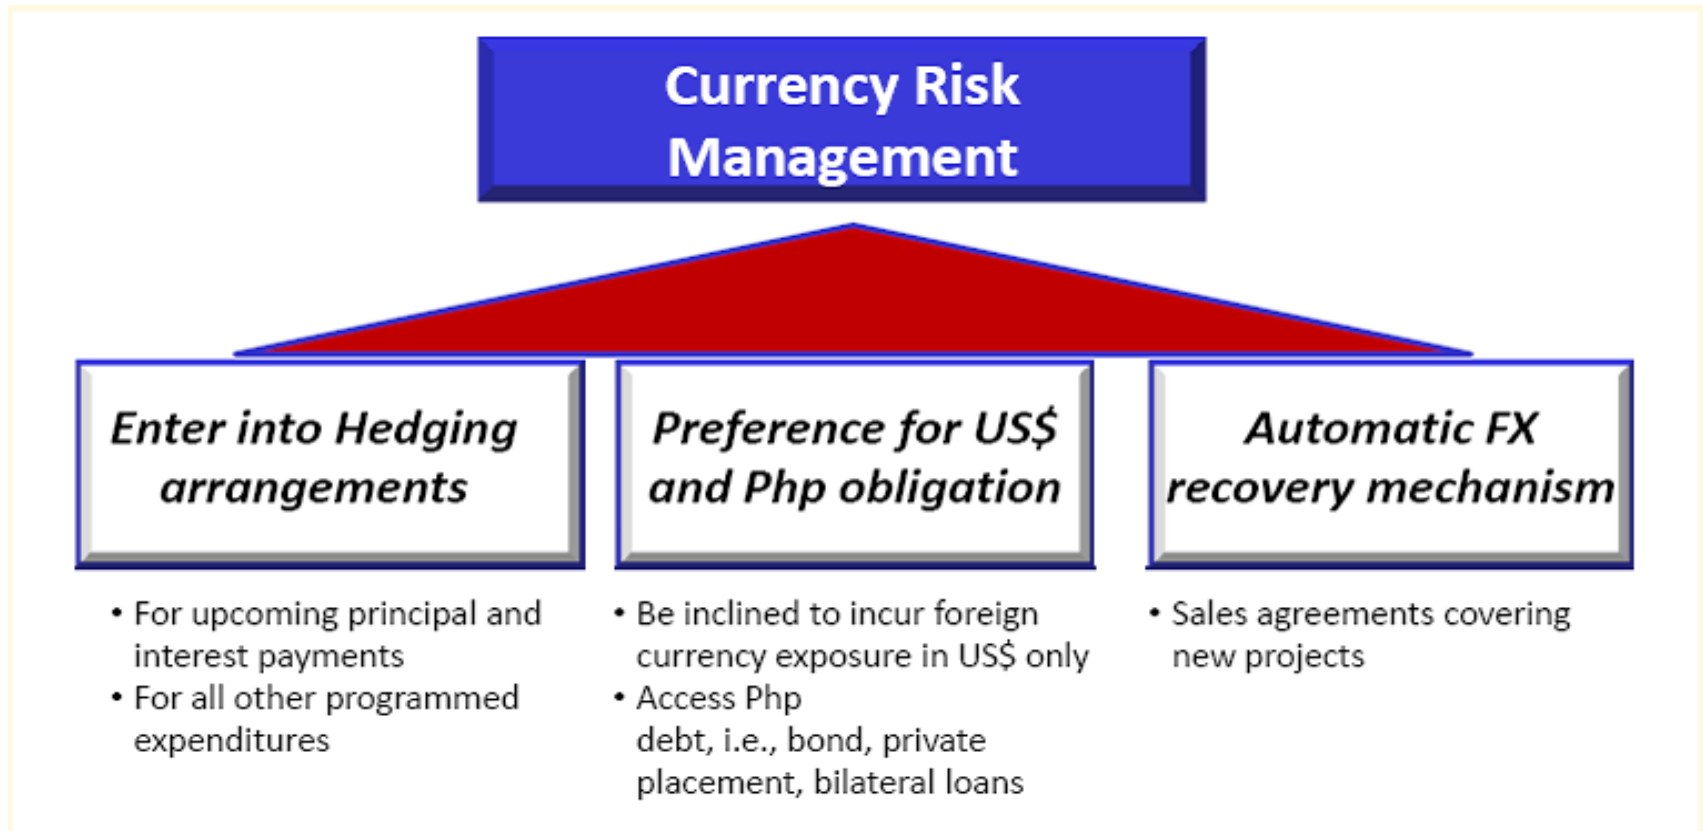 Currency Risk
Management
Enter into Hedging
arrangements
• For upcoming principal and
interest payments
• For all other programmed
expenditures
Preference for US$
and Php obligation
• Be inclined to incur foreign
currency exposure in US$ only
• Access Php
debt, i.e., bond, private
placement, bilateral loans
Automatic FX
recovery mechanism
• Sales agreements covering
new projects